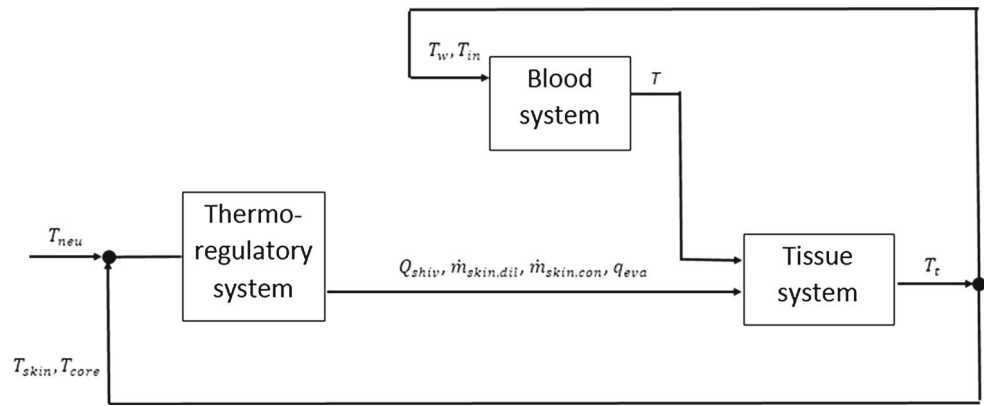 T_w, T_in
Blood
system
T
Thermo-
regulatory
system
T_neu
Q_shiv, ṁ_skin,dil, ṁ_skin,con, q_eva
Tissue
system
T_t
T_skin, T_core